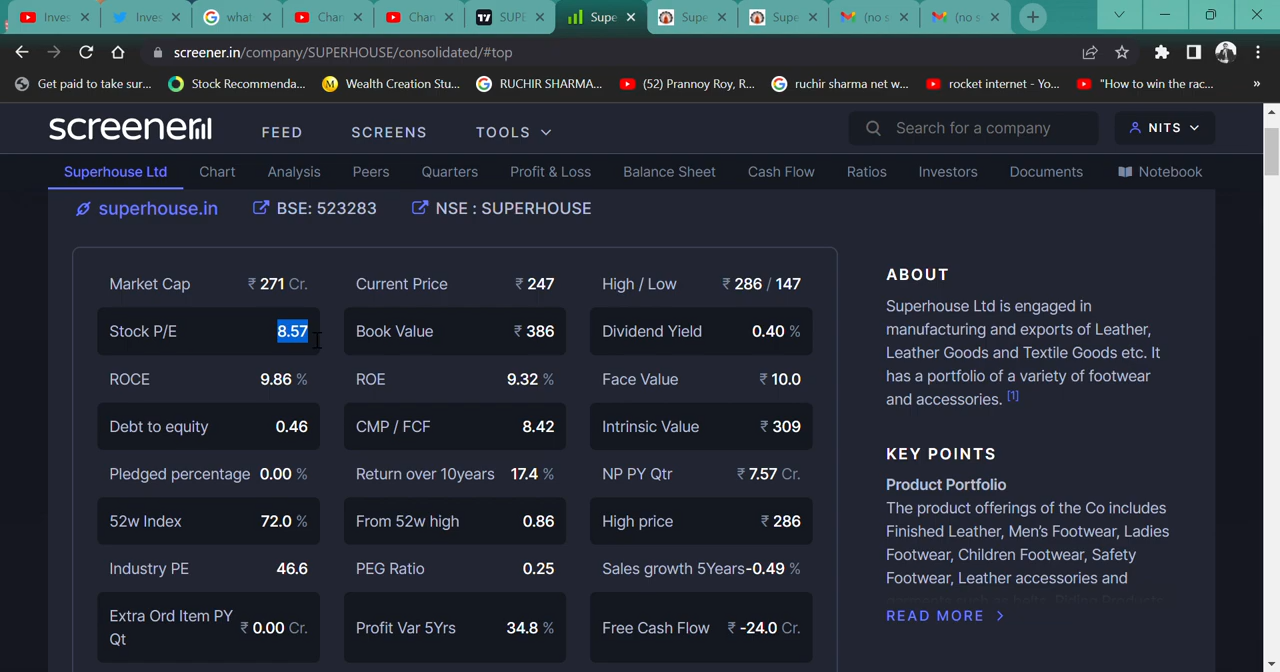 Inves
Inves
what
Chan
Chan
SUPE
Supe
Supe
Supe
(no s
(no s
screener.in/company/SUPERHOUSE/consolidated/#top
Get paid to take sur...
Stock Recommenda...
Wealth Creation Stu...
RUCHIR SHARMA...
(52) Prannoy Roy, R...
ruchir sharma net w...
rocket internet - Yo...
"How to win the rac...
»
screener
FEED
SCREENS
TOOLS
Search for a company
NITS
Superhouse Ltd
Chart
Analysis
Peers
Quarters
Profit & Loss
Balance Sheet
Cash Flow
Ratios
Investors
Documents
Notebook
superhouse.in
BSE: 523283
NSE : SUPERHOUSE
Market Cap ₹ 271 Cr.
Current Price ₹ 247
High / Low ₹ 286 / 147
Stock P/E 8.57
Book Value ₹ 386
Dividend Yield 0.40 %
ROCE 9.86 %
ROE 9.32 %
Face Value ₹ 10.0
Debt to equity 0.46
CMP / FCF 8.42
Intrinsic Value ₹ 309
Pledged percentage 0.00 %
Return over 10years 17.4 %
NP PY Qtr ₹ 7.57 Cr.
52w Index 72.0 %
From 52w high 0.86
High price ₹ 286
Industry PE 46.6
PEG Ratio 0.25
Sales growth 5Years -0.49 %
Extra Ord Item PY
Qt ₹ 0.00 Cr.
Profit Var 5Yrs 34.8 %
Free Cash Flow ₹ -24.0 Cr.
ABOUT
Superhouse Ltd is engaged in
manufacturing and exports of Leather,
Leather Goods and Textile Goods etc. It
has a portfolio of a variety of footwear
and accessories. [1]
KEY POINTS
Product Portfolio
The product offerings of the Co includes
Finished Leather, Men's Footwear, Ladies
Footwear, Children Footwear, Safety
Footwear, Leather accessories and
READ MORE